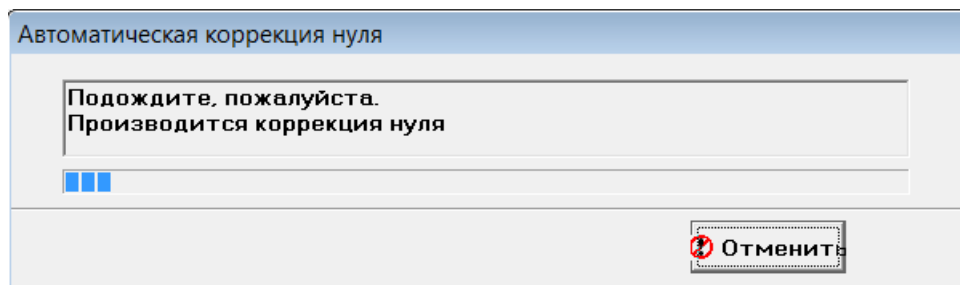 Автоматическая коррекция нуля
Подождите, пожалуйста.
Производится коррекция нуля
Отменить